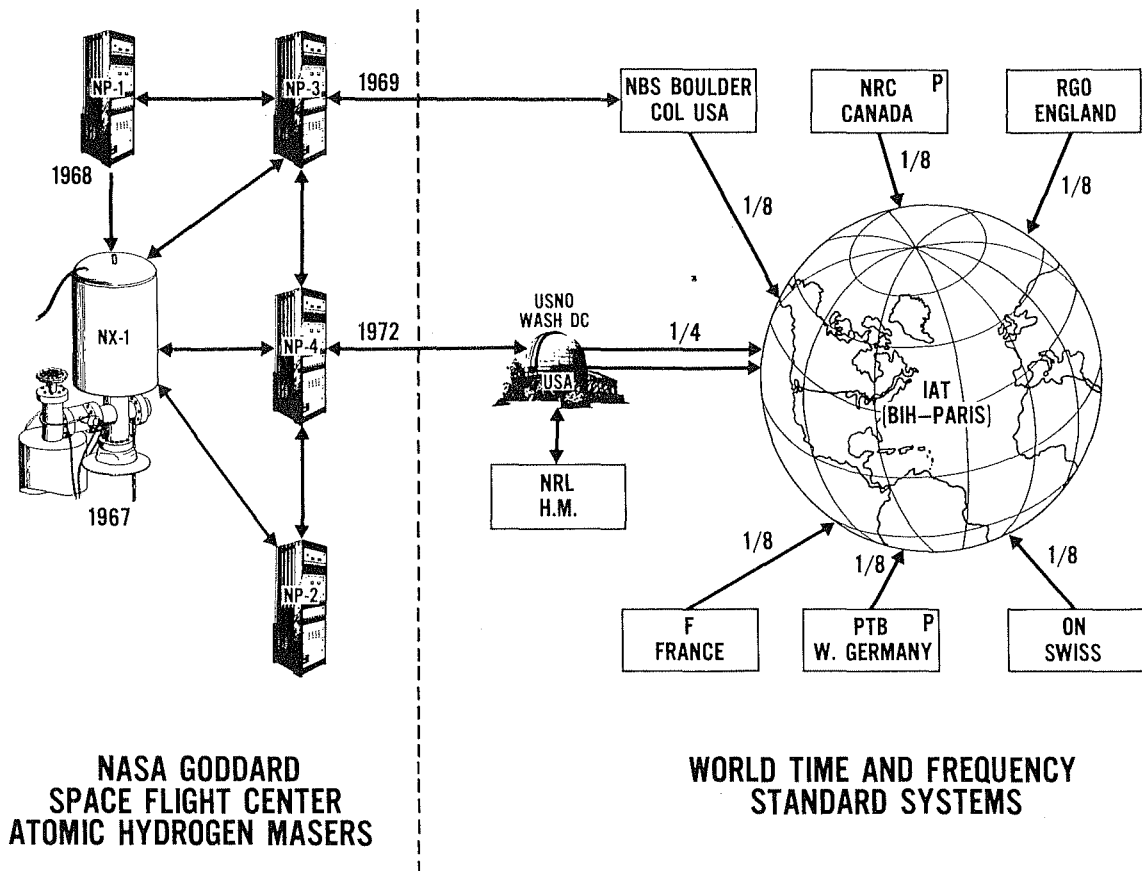 NP-1
NP-3
1969
NBS BOULDER
COL USA
NRC P
CANADA
RGO
ENGLAND
1968
1/8
1/8
1/8
NX-1
NP-4
1972
USNO
WASH DC
USA
1/4
IAT
(BIH–PARIS)
NRL
H.M.
1967
NP-2
1/8
1/8
1/8
F
FRANCE
PTB P
W. GERMANY
ON
SWISS
NASA GODDARD
SPACE FLIGHT CENTER
ATOMIC HYDROGEN MASERS
WORLD TIME AND FREQUENCY
STANDARD SYSTEMS